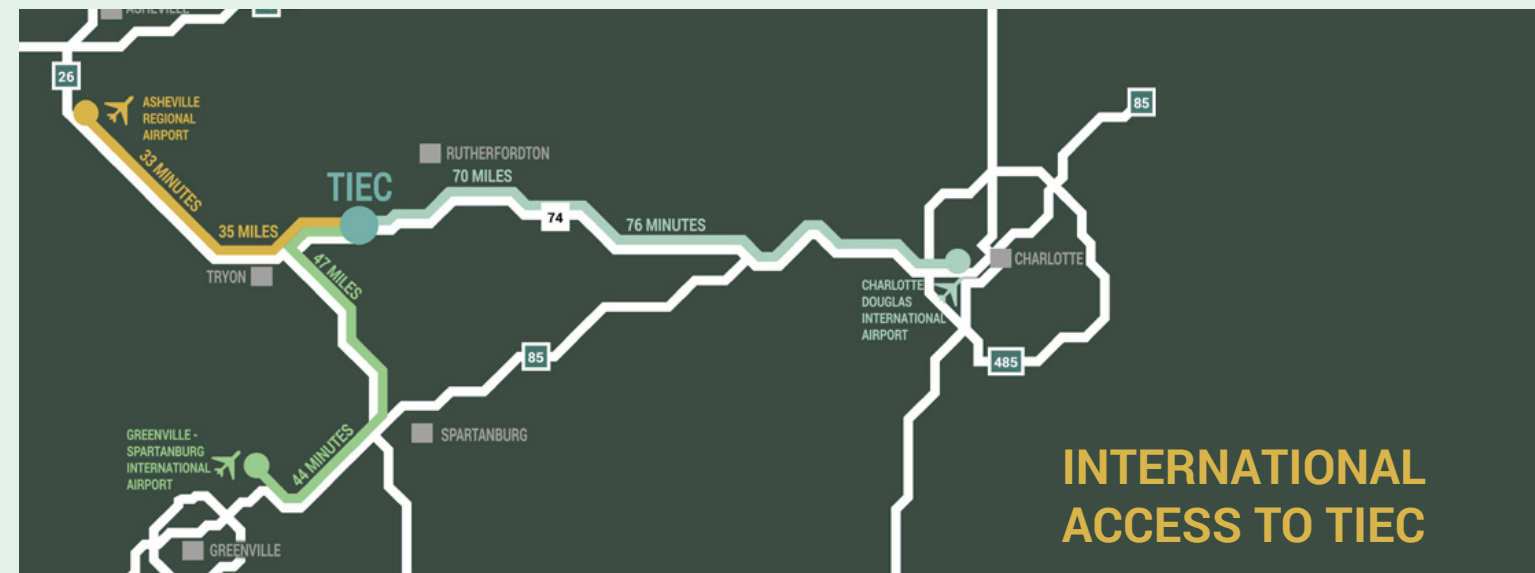 ASHEVILLE
26
ASHEVILLE
REGIONAL
AIRPORT
33 MINUTES
35 MILES
TRYON
TIEC
47 MILES
RUTHERFORDTON
70 MILES
74
76 MINUTES
85
CHARLOTTE
CHARLOTTE
DOUGLAS
INTERNATIONAL
AIRPORT
485
85
SPARTANBURG
44 MINUTES
GREENVILLE -
SPARTANBURG
INTERNATIONAL
AIRPORT
GREENVILLE
INTERNATIONAL
ACCESS TO TIEC